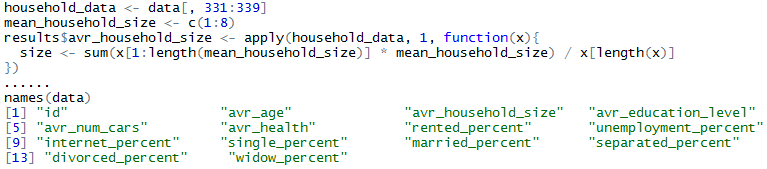 household_data <- data[, 331:339]
mean_household_size <- c(1:8)
results$avr_household_size <- apply(household_data, 1, function(x){
  size <- sum(x[1:length(mean_household_size)] * mean_household_size) / x[length(x)]
})
......
names(data)
[1] "id" "avr_age" "avr_household_size" "avr_education_level"
[5] "avr_num_cars" "avr_health" "rented_percent" "unemployment_percent"
[9] "internet_percent" "single_percent" "married_percent" "separated_percent"
[13] "divorced_percent" "widow_percent"